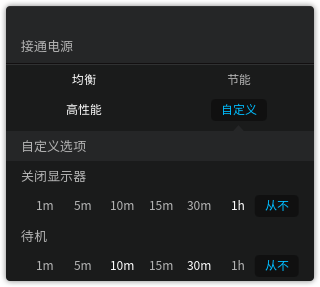 接通电源
均衡 节能
高性能 自定义
自定义选项
关闭显示器
1m 5m 10m 15m 30m 1h 从不
待机
1m 5m 10m 15m 30m 1h 从不